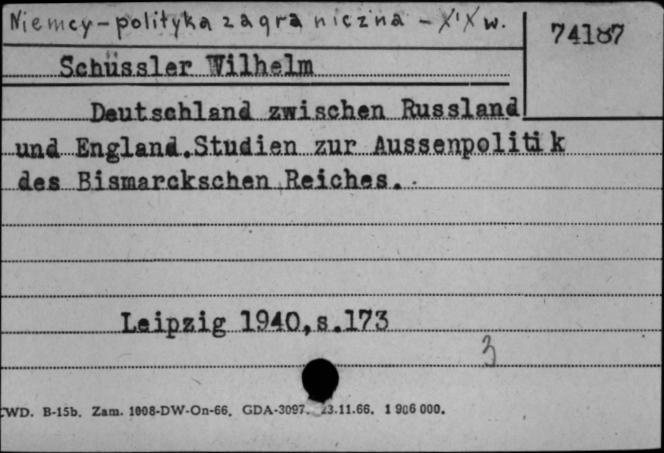 Niemcy - polityka zagraniczna - XIX w.
74187
Schüssler Wilhelm
Deutschland zwischen Russland
und England.Studien zur Aussenpolitik
des Bismarckschen Reiches.
Leipzig 1940,s.173
3
CWD. B-15b. Zam. 1008-DW-On-66. GDA-3097. 23.11.66. 1 906 000.